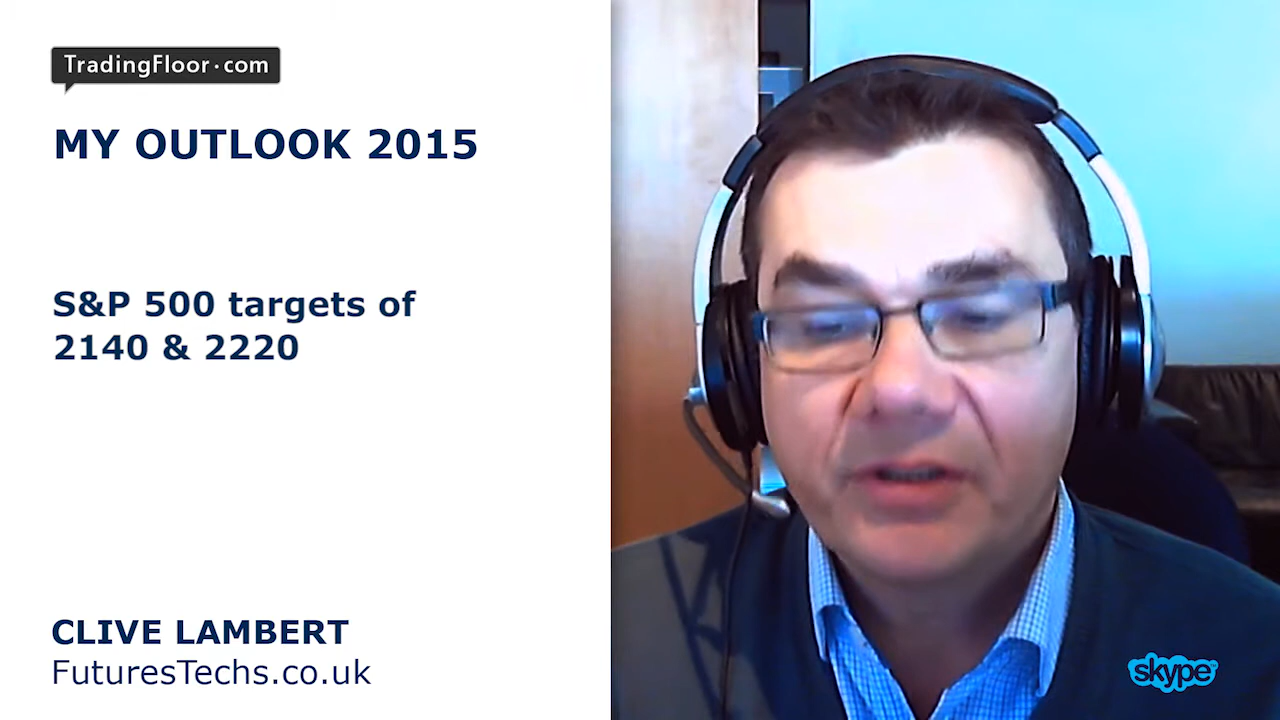 TradingFloor·com
MY OUTLOOK 2015
S&P 500 targets of
2140 & 2220
CLIVE LAMBERT
FuturesTechs.co.uk
skype